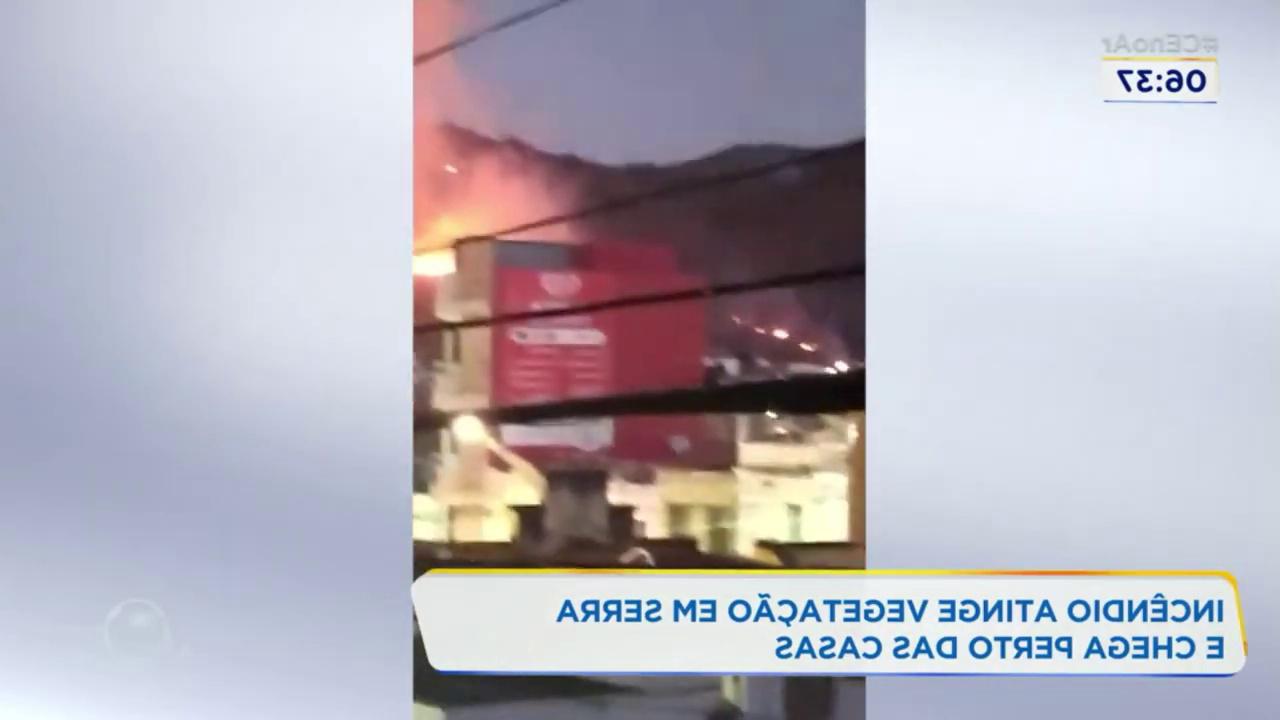 #CEnoAr
06:37
INCÊNDIO ATINGE VEGETAÇÃO EM SERRA
E CHEGA PERTO DAS CASAS